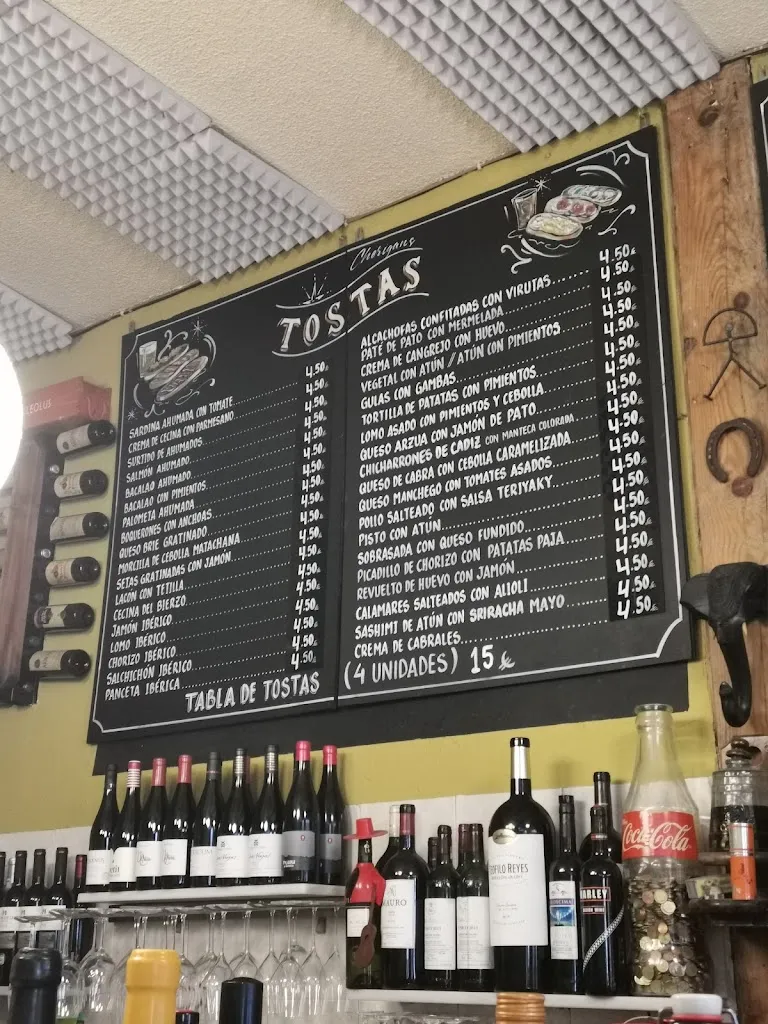 Chorigans
TOSTAS
SARDINA AHUMADA CON TOMATE 4.50€
CREMA DE CECINA CON PARMESANO 4.50€
SURTIDO DE AHUMADOS 4.50€
SALMÓN AHUMADO 4.50€
BACALAO AHUMADO 4.50€
BACALAO CON PIMIENTOS 4.50€
PALOMETA AHUMADA 4.50€
BOQUERONES CON ANCHOAS 4.50€
QUESO BRIE GRATINADO 4.50€
MORCILLA DE CEBOLLA MATACHANA 4.50€
SETAS GRATINADAS CON JAMÓN 4.50€
LACÓN CON TETILLA 4.50€
CECINA DEL BIERZO 4.50€
JAMÓN IBÉRICO 4.50€
LOMO IBÉRICO 4.50€
CHORIZO IBÉRICO 4.50€
SALCHICHÓN IBÉRICO 4.50€
PANCETA IBÉRICA 4.50€
ALCACHOFAS CONFITADAS CON VIRUTAS 4.50€
PATÉ DE PATO CON MERMELADA 4.50€
CREMA DE CANGREJO CON HUEVO 4.50€
VEGETAL CON ATÚN / ATÚN CON PIMIENTOS 4.50€
GULAS CON GAMBAS 4.50€
TORTILLA DE PATATAS CON PIMIENTOS 4.50€
LOMO ASADO CON PIMIENTOS Y CEBOLLA 4.50€
QUESO ARZUA CON JAMÓN DE PATO 4.50€
CHICHARRONES DE CÁDIZ CON MANTECA COLORADA 4.50€
QUESO DE CABRA CON CEBOLLA CARAMELIZADA 4.50€
QUESO MANCHEGO CON TOMATES ASADOS 4.50€
POLLO SALTEADO CON SALSA TERIYAKY 4.50€
PISTO CON ATÚN 4.50€
SOBRASADA CON QUESO FUNDIDO 4.50€
PICADILLO DE CHORIZO CON PATATAS PAJA 4.50€
REVUELTO DE HUEVO CON JAMÓN 4.50€
CALAMARES SALTEADOS CON ALIOLI 4.50€
SASHIMI DE ATÚN CON SRIRACHA MAYO 4.50€
CREMA DE CABRALES 4.50€
TABLA DE TOSTAS (4 UNIDADES) 15€
MAURO
TEOFILO REYES
Coca-Cola